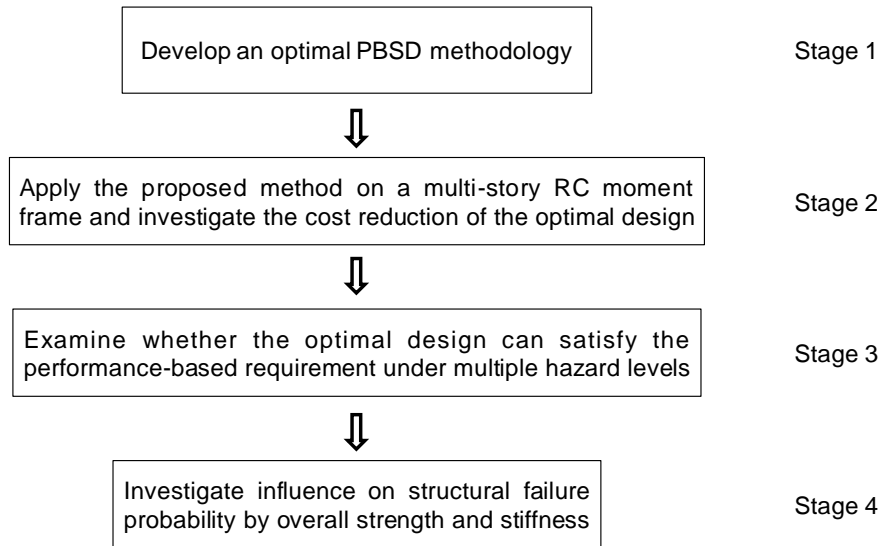 Develop an optimal PBSD methodology
Stage 1
Apply the proposed method on a multi-story RC moment
frame and investigate the cost reduction of the optimal design
Stage 2
Examine whether the optimal design can satisfy the
performance-based requirement under multiple hazard levels
Stage 3
Investigate influence on structural failure
probability by overall strength and stiffness
Stage 4